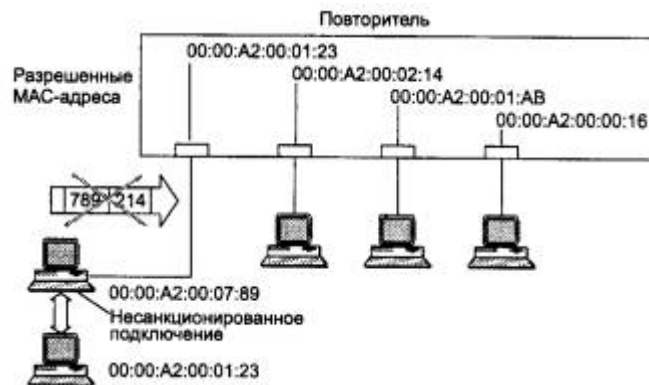 Повторитель
00:00:A2:00:01:23
Разрешенные
MAC-адреса
00:00:A2:00:02:14
00:00:A2:00:01:AB
00:00:A2:00:00:16
789 214
00:00:A2:00:07:89
Несанкционированное
подключение
00:00:A2:00:01:23